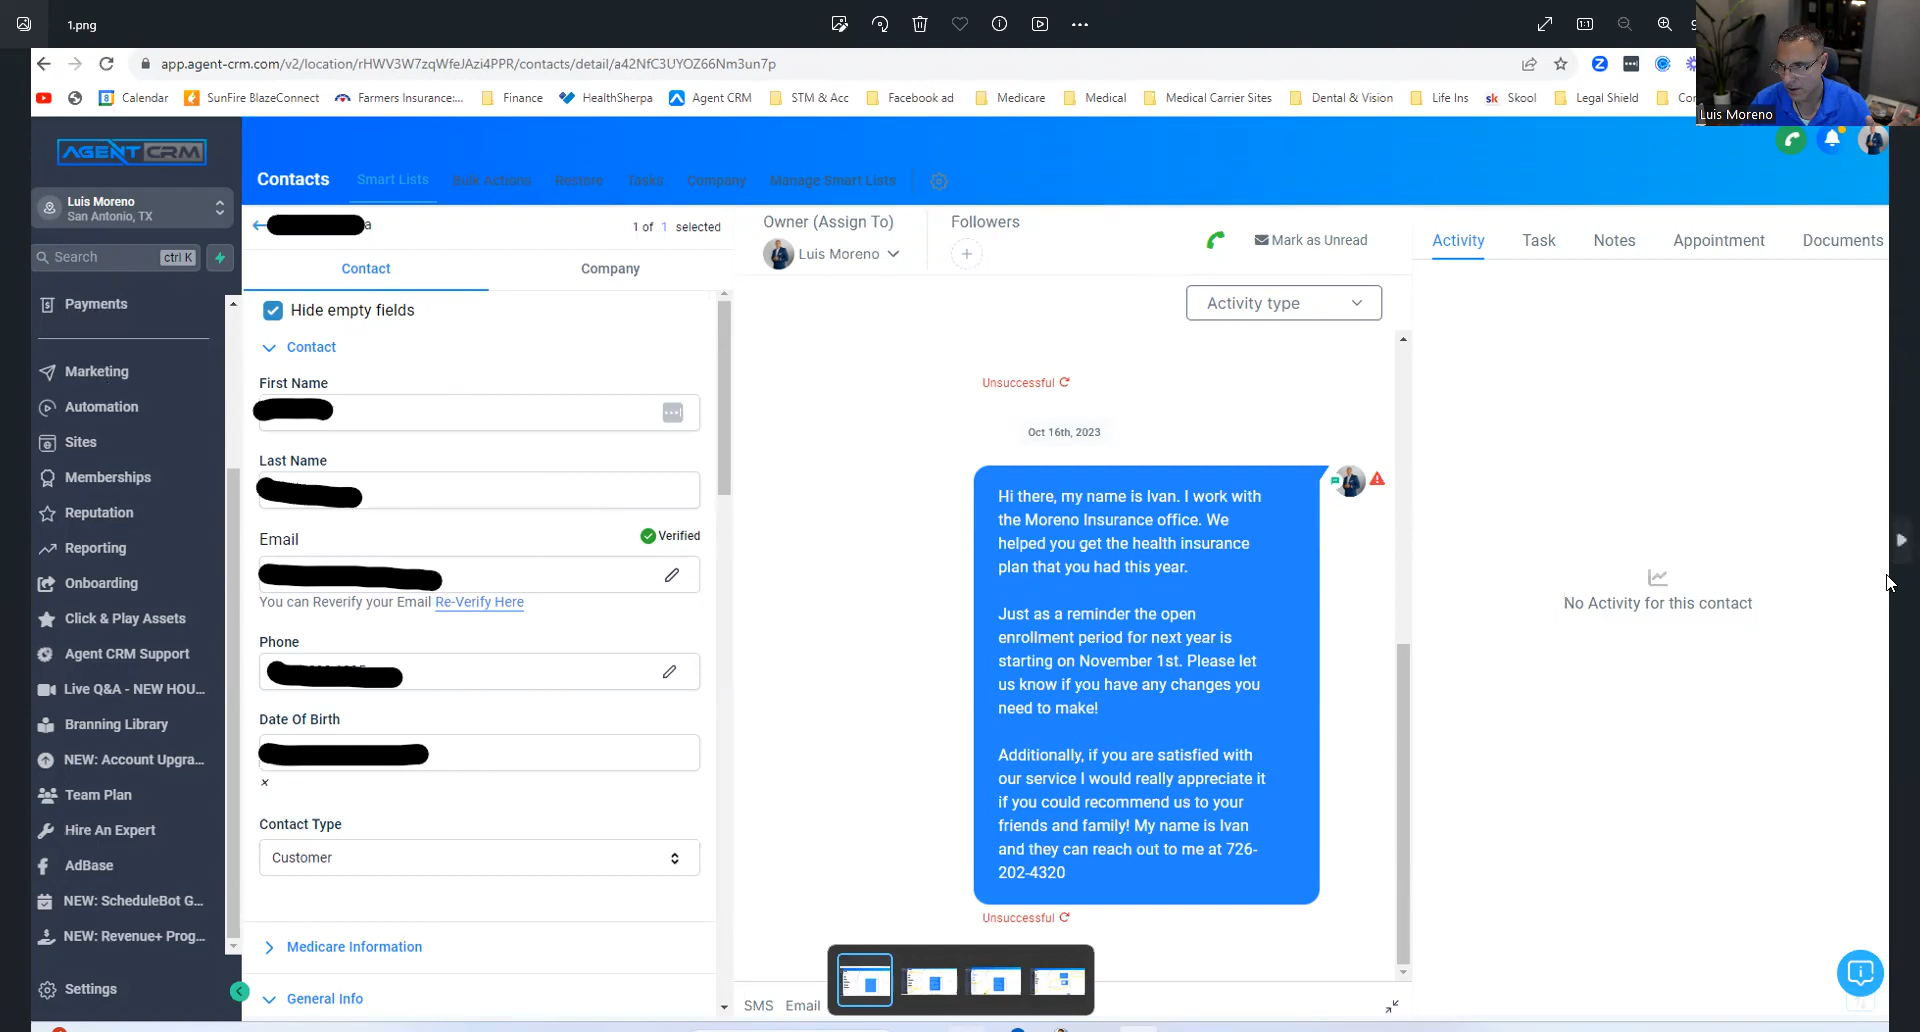 1.png
app.agent-crm.com/v2/location/rHWV3W7zqWfeJAzi4PPR/contacts/detail/a42NfC3UYOZ66Nm3un7p
Calendar
SunFire BlazeConnect
Farmers Insurance:...
Finance
HealthSherpa
Agent CRM
STM & Acc
Facebook ad
Medicare
Medical
Medical Carrier Sites
Dental & Vision
Life Ins
sk Skool
Legal Shield
Luis Moreno
AGENT CRM
Contacts
Smart Lists
Bulk Actions
Restore
Tasks
Company
Manage Smart Lists
Luis Moreno
San Antonio, TX
Search
ctrl K
Payments
Marketing
Automation
Sites
Memberships
Reputation
Reporting
Onboarding
Click & Play Assets
Agent CRM Support
Live Q&A - NEW HOU...
Branning Library
NEW: Account Upgra...
Team Plan
Hire An Expert
AdBase
NEW: ScheduleBot G...
NEW: Revenue+ Prog...
Settings
a
1 of 1 selected
Contact
Company
Hide empty fields
Contact
First Name
Last Name
Email
Verified
You can Reverify your Email Re-Verify Here
Phone
Date Of Birth
×
Contact Type
Customer
Medicare Information
General Info
Owner (Assign To)
Luis Moreno
Followers
Mark as Unread
Activity type
Unsuccessful
Oct 16th, 2023
Hi there, my name is Ivan. I work with
the Moreno Insurance office. We
helped you get the health insurance
plan that you had this year.
Just as a reminder the open
enrollment period for next year is
starting on November 1st. Please let
us know if you have any changes you
need to make!
Additionally, if you are satisfied with
our service I would really appreciate it
if you could recommend us to your
friends and family! My name is Ivan
and they can reach out to me at 726-
202-4320
Unsuccessful
SMS
Email
Activity
Task
Notes
Appointment
Documents
No Activity for this contact